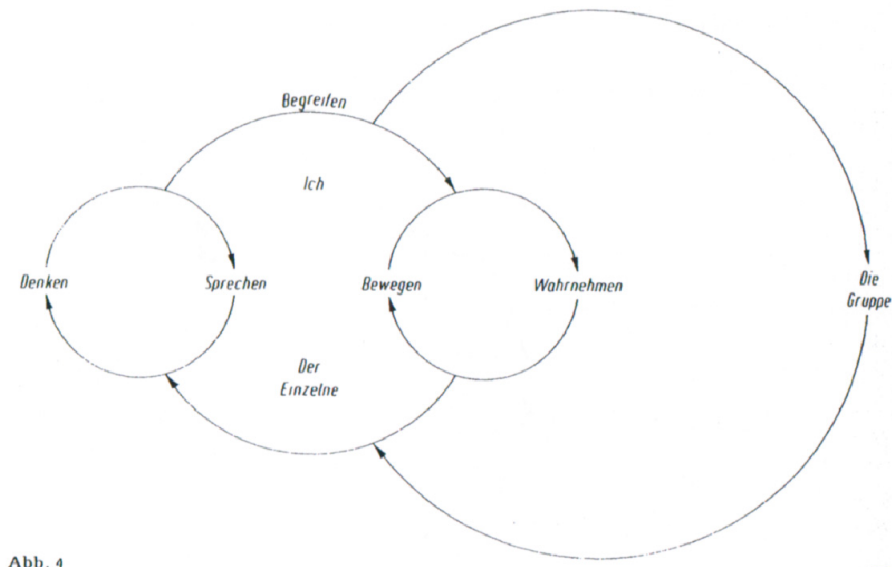 Begreifen
Ich
Denken
Sprechen
Bewegen
Wahrnehmen
Die
Gruppe
Der
Einzelne
Abb. 4